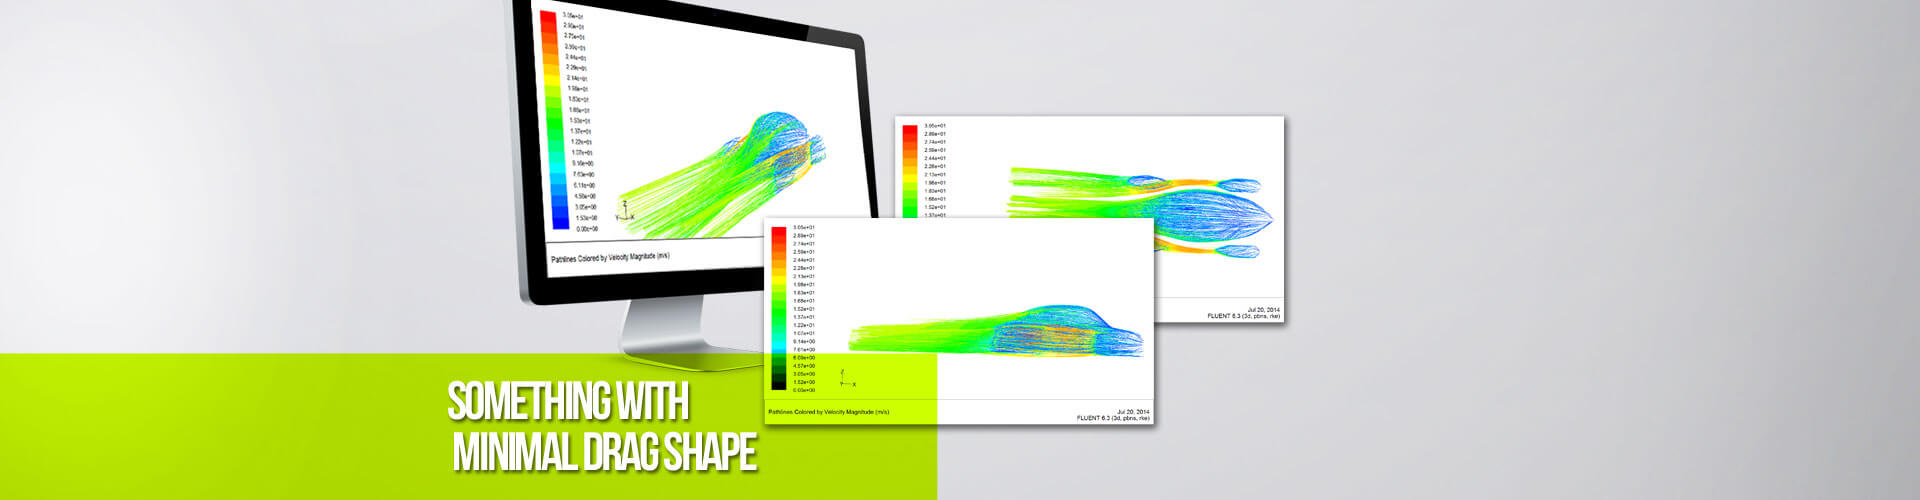 3.05e+01
2.90e+01
2.75e+01
2.59e+01
2.44e+01
2.29e+01
2.14e+01
1.98e+01
1.83e+01
1.68e+01
1.53e+01
1.37e+01
1.22e+01
1.07e+01
9.16e+00
7.63e+00
6.11e+00
4.58e+00
3.05e+00
1.53e+00
0.00e+00
Z
Y X
Pathlines Colored by Velocity Magnitude (m/s)
3.05e+01
2.89e+01
2.74e+01
2.59e+01
2.44e+01
2.28e+01
2.13e+01
1.98e+01
1.83e+01
1.68e+01
1.52e+01
1.37e+01
Jul 20, 2014
FLUENT 6.3 (3d, pbns, rke)
3.05e+01
2.89e+01
2.74e+01
2.59e+01
2.44e+01
2.28e+01
2.13e+01
1.98e+01
1.83e+01
1.68e+01
1.52e+01
1.37e+01
1.22e+01
1.07e+01
9.14e+00
7.61e+00
6.09e+00
4.57e+00
3.05e+00
1.52e+00
0.00e+00
Z
Y X
Pathlines Colored by Velocity Magnitude (m/s)
Jul 20, 2014
FLUENT 6.3 (3d, pbns, rke)
SOMETHING WITH
MINIMAL DRAG SHAPE